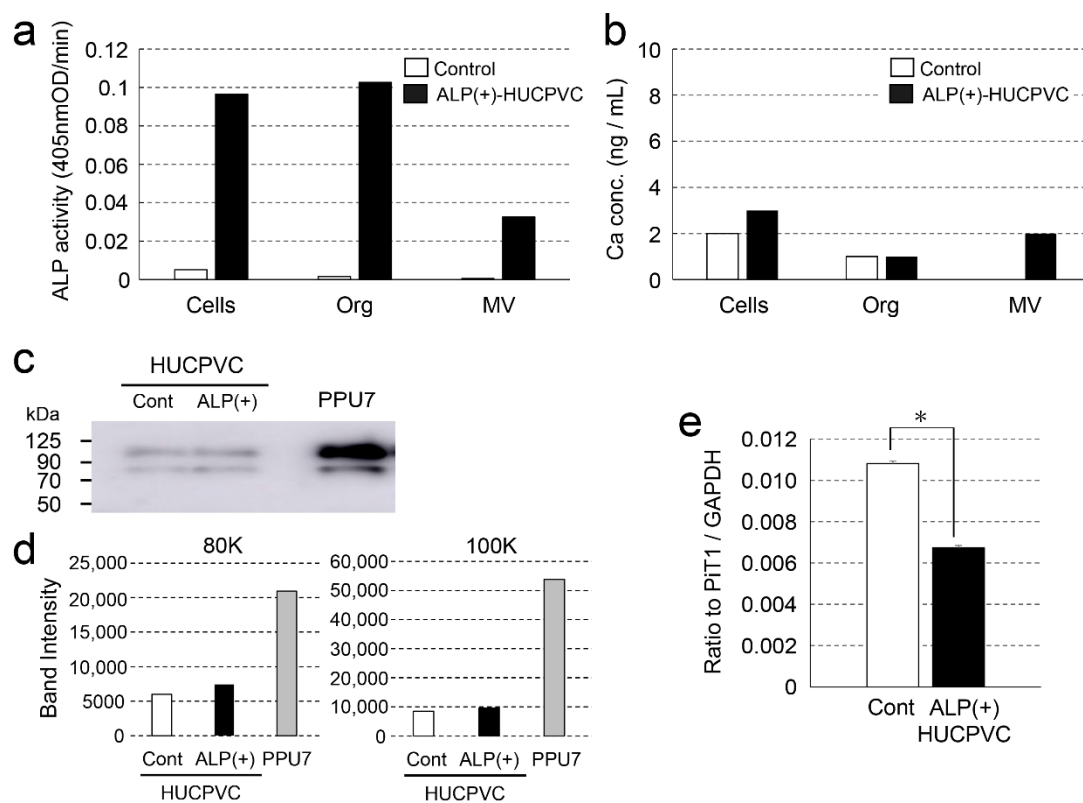 a
ALP activity (405nmOD/min)
0.12
0.1
0.08
0.06
0.04
0.02
0
Control
ALP(+)-HUCPVC
Cells Org MV
b
Ca conc. (ng / mL)
10
8
6
4
2
0
Control
ALP(+)-HUCPVC
Cells Org MV
c
HUCPVC
Cont ALP(+) PPU7
kDa
125
90
70
50
d
Band Intensity
80K
25,000
20,000
15,000
10,000
5000
0
Cont ALP(+) PPU7
HUCPVC
100K
60,000
50,000
40,000
30,000
20,000
10,000
0
Cont ALP(+) PPU7
HUCPVC
e
Ratio to PiT1 / GAPDH
0.012
0.010
0.008
0.006
0.004
0.002
0
*
Cont ALP(+)
HUCPVC